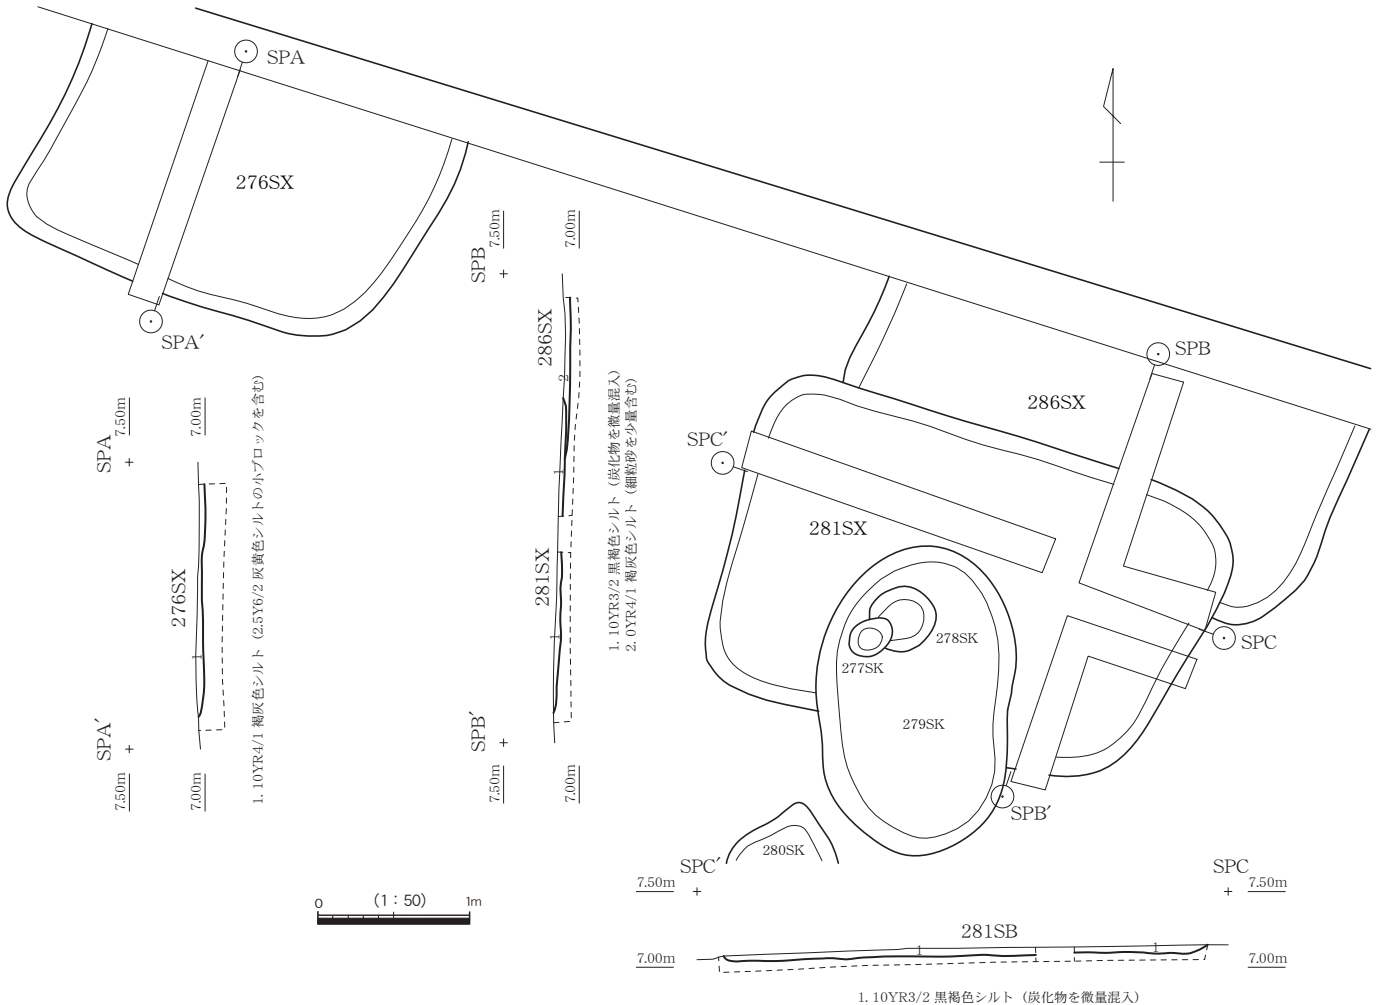 SPA
276SX
SPA′
SPB
SPC′
286SX
281SX
278SK
277SK
279SK
SPC
SPB′
280SK
SPA
7.50m
7.00m
276SX
1
SPA′
7.50m
7.00m
1. 10YR4/1 褐灰色シルト（2.5Y6/2 灰黄色シルトの小ブロックを含む）
SPB
7.50m
7.00m
286SX
2
1
281SX
1
SPB′
7.50m
7.00m
1. 10YR3/2 黒褐色シルト（炭化物を微量混入）
2. 0YR4/1 褐灰色シルト（細粒砂を少量含む）
0 （1：50） 1m
SPC′
7.50m
SPC
7.50m
281SB
7.00m
1
1
7.00m
1. 10YR3/2 黒褐色シルト（炭化物を微量混入）